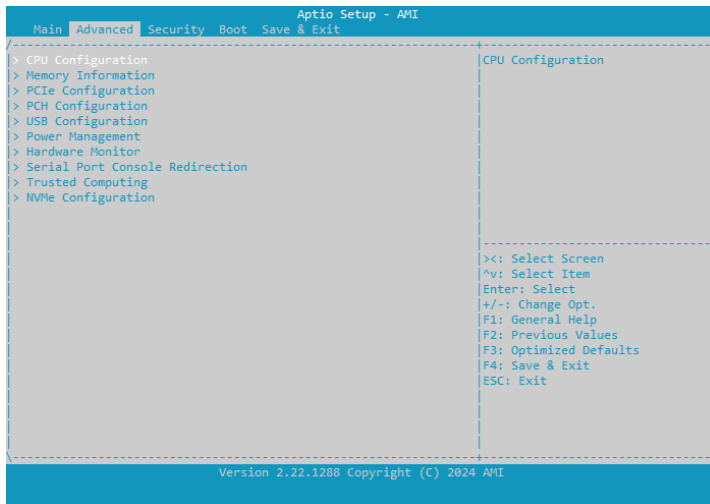 Aptio Setup - AMI
Main Advanced Security Boot Save & Exit
> CPU Configuration
> Memory Information
> PCIe Configuration
> PCH Configuration
> USB Configuration
> Power Management
> Hardware Monitor
> Serial Port Console Redirection
> Trusted Computing
> NVMe Configuration
CPU Configuration
><: Select Screen
^v: Select Item
Enter: Select
+/-: Change Opt.
F1: General Help
F2: Previous Values
F3: Optimized Defaults
F4: Save & Exit
ESC: Exit
Version 2.22.1288 Copyright (C) 2024 AMI